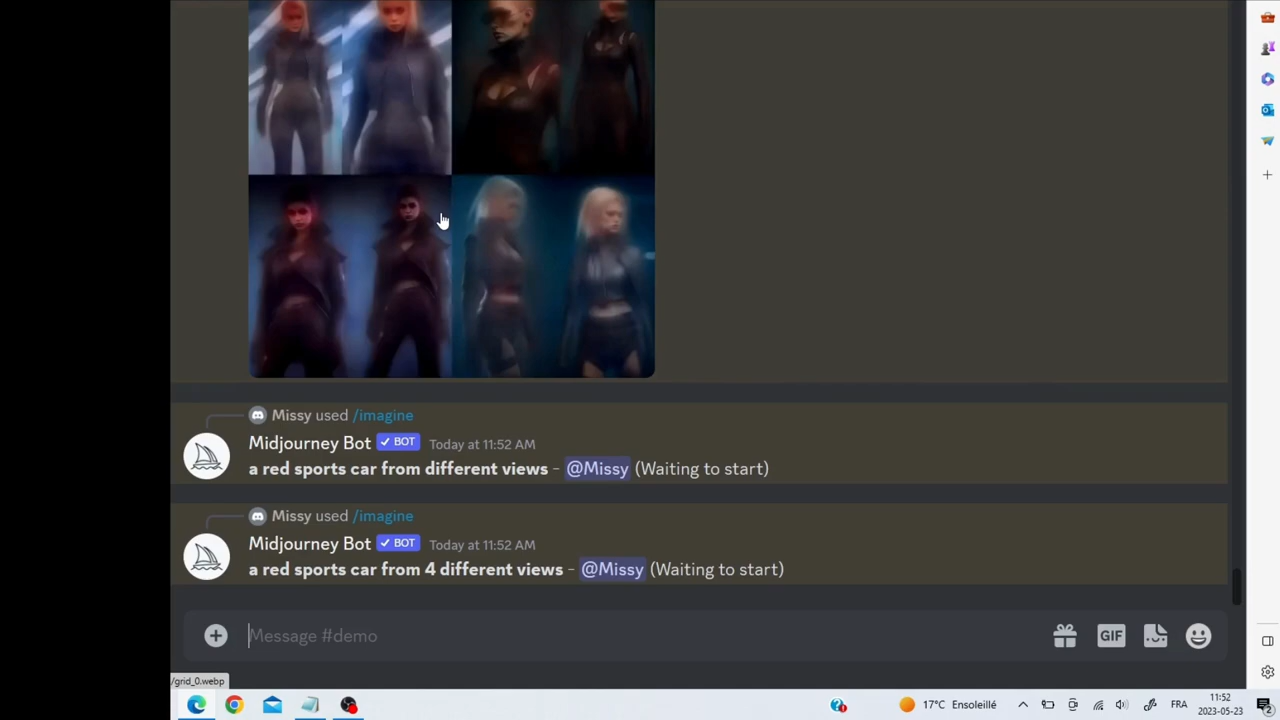 Missy used /imagine
Midjourney Bot ✓ BOT Today at 11:52 AM
a red sports car from different views - @Missy (Waiting to start)
Missy used /imagine
Midjourney Bot ✓ BOT Today at 11:52 AM
a red sports car from 4 different views - @Missy (Waiting to start)
Message #demo
GIF
/grid_0.webp
17°C Ensoleillé
FRA
11:52
2023-05-23
2